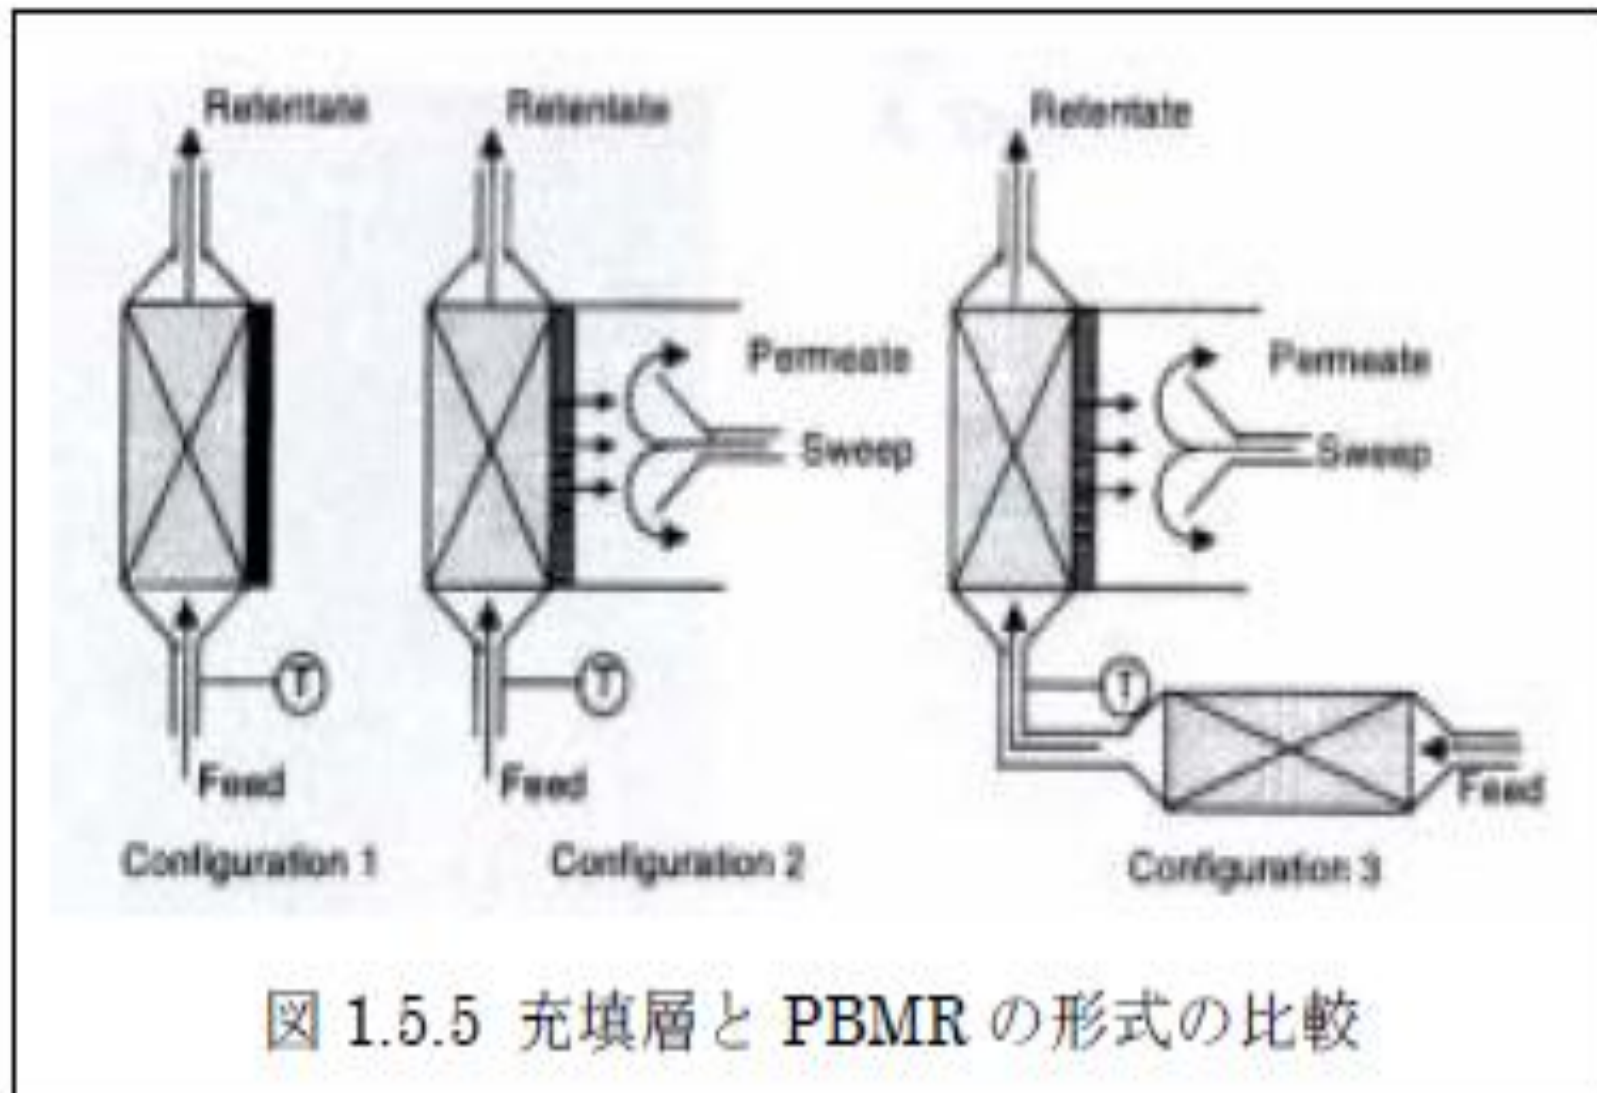 Retentate
Retentate
Retentate
Permeate
Permeate
Sweep
Sweep
T
T
T
Feed
Feed
Feed
Configuration 1
Configuration 2
Configuration 3
図 1.5.5 充填層と PBMR の形式の比較